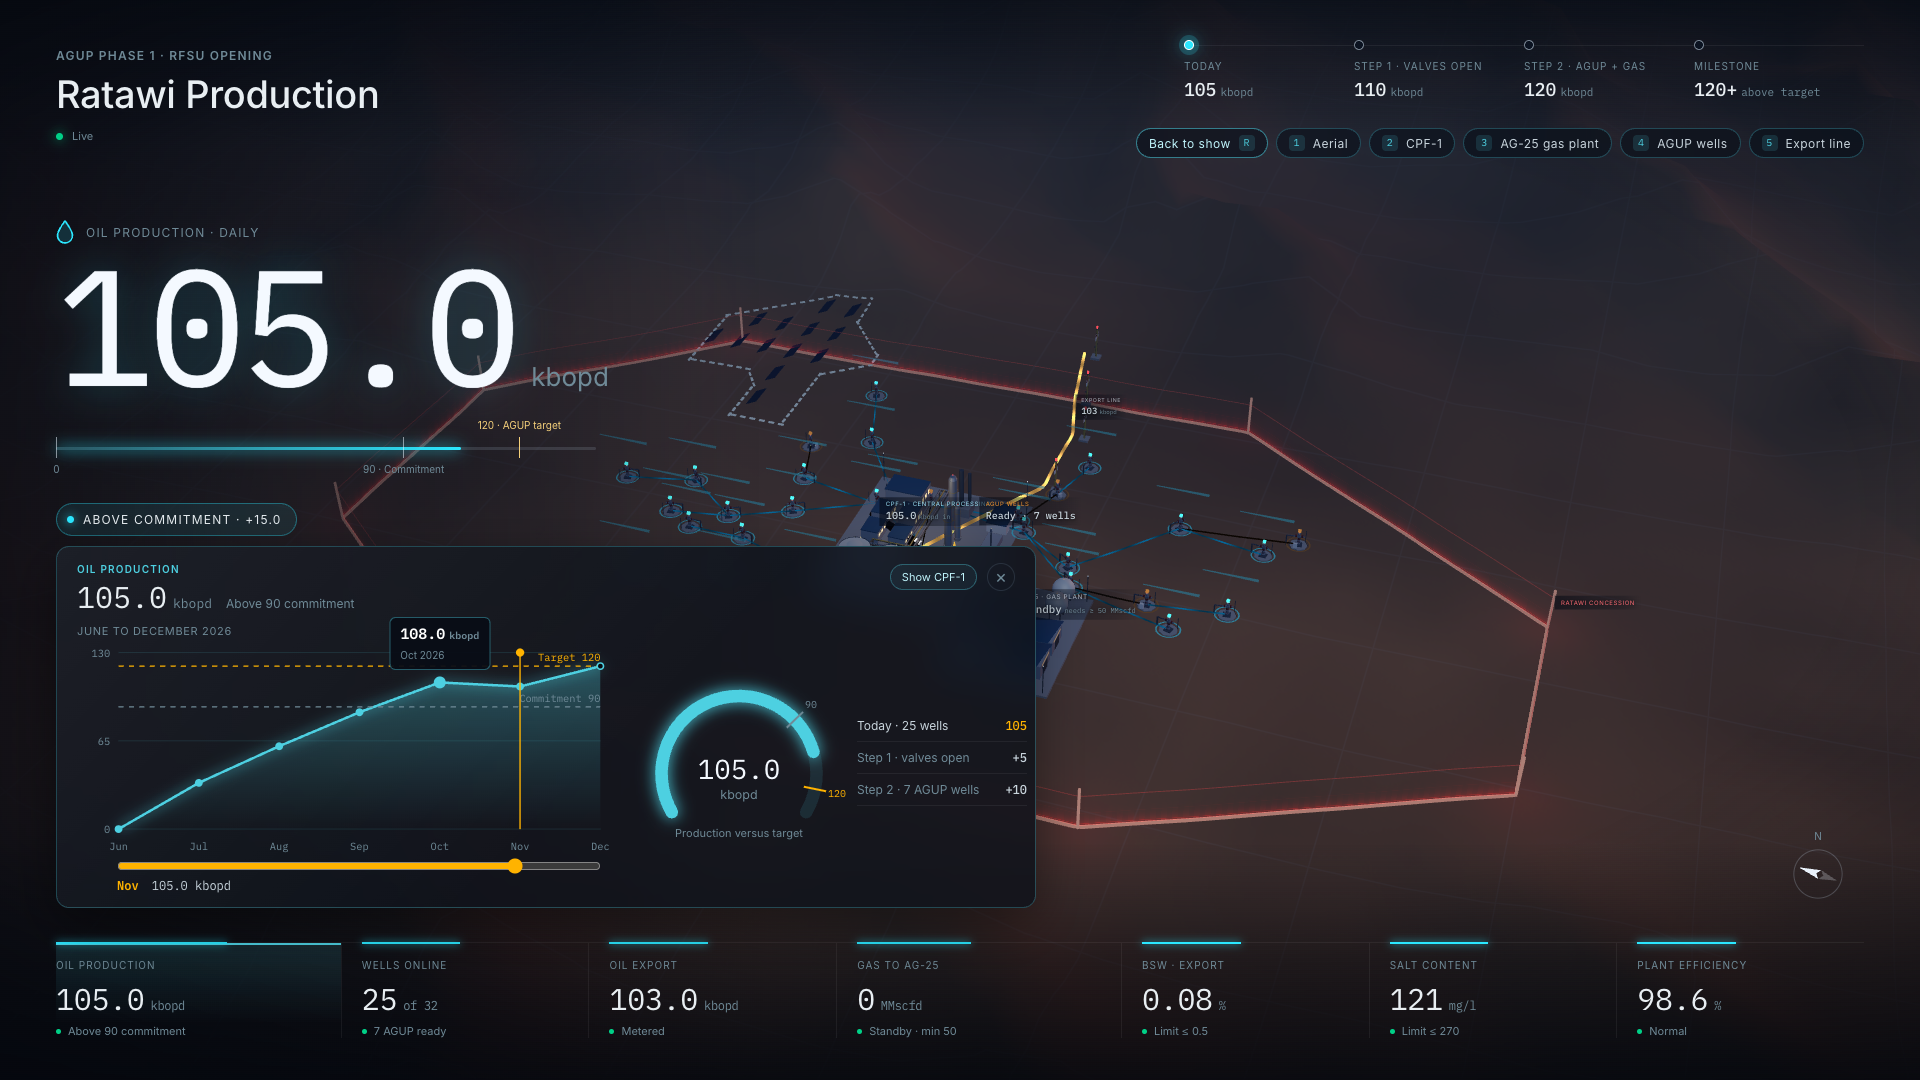 AGUP PHASE 1 · RFSU OPENING
Ratawi Production
Live
TODAY
105 kbopd
STEP 1 · VALVES OPEN
110 kbopd
STEP 2 · AGUP + GAS
120 kbopd
MILESTONE
120+ above target
Back to show R
1 Aerial
2 CPF-1
3 AG-25 gas plant
4 AGUP wells
5 Export line
OIL PRODUCTION · DAILY
105.0 kbopd
120 · AGUP target
0
90 · Commitment
ABOVE COMMITMENT · +15.0
EXPORT LINE
103 kbopd
CPF-1 · CENTRAL PROCESSIN
105.0 kbopd in
AGUP WELLS
Ready · 7 wells
GAS PLANT
ndby needs ≥ 50 MMscfd
RATAWI CONCESSION
OIL PRODUCTION
105.0 kbopd Above 90 commitment
Show CPF-1
×
JUNE TO DECEMBER 2026
108.0 kbopd
Oct 2026
130
Target 120
Commitment 90
65
0
Jun Jul Aug Sep Oct Nov Dec
Nov 105.0 kbopd
90
120
105.0
kbopd
Production versus target
Today · 25 wells 105
Step 1 · valves open +5
Step 2 · 7 AGUP wells +10
N
OIL PRODUCTION
105.0 kbopd
Above 90 commitment
WELLS ONLINE
25 of 32
7 AGUP ready
OIL EXPORT
103.0 kbopd
Metered
GAS TO AG-25
0 MMscfd
Standby · min 50
BSW · EXPORT
0.08 %
Limit ≤ 0.5
SALT CONTENT
121 mg/l
Limit ≤ 270
PLANT EFFICIENCY
98.6 %
Normal